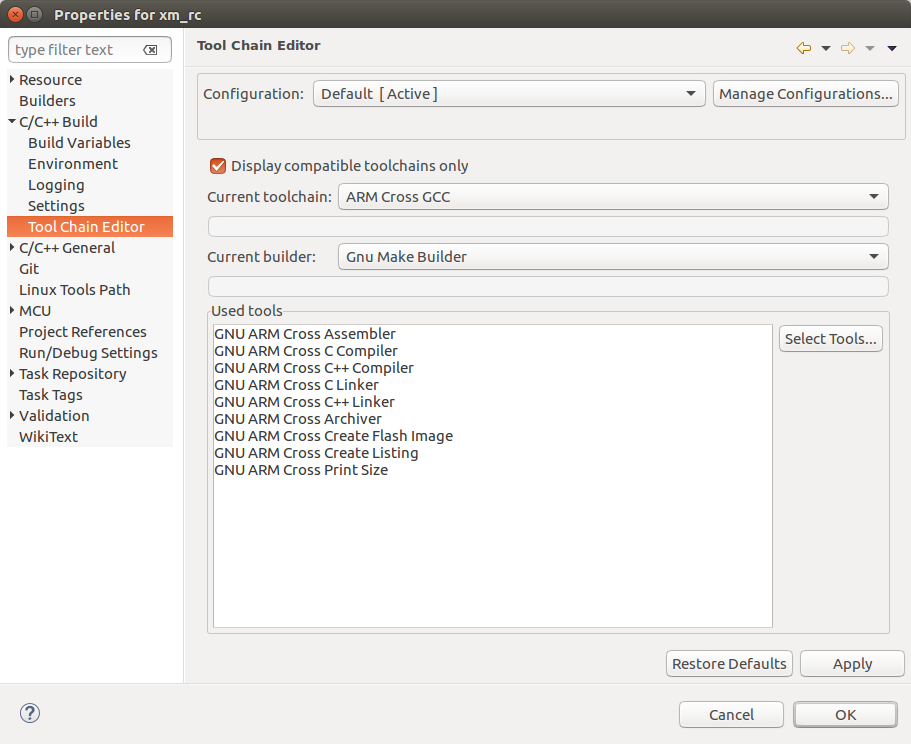 Properties for xm_rc
type filter text
Tool Chain Editor
Resource
Builders
C/C++ Build
Build Variables
Environment
Logging
Settings
Tool Chain Editor
C/C++ General
Git
Linux Tools Path
MCU
Project References
Run/Debug Settings
Task Repository
Task Tags
Validation
WikiText
Configuration: Default [ Active ] Manage Configurations...
Display compatible toolchains only
Current toolchain: ARM Cross GCC
Current builder: Gnu Make Builder
Used tools
GNU ARM Cross Assembler
GNU ARM Cross C Compiler
GNU ARM Cross C++ Compiler
GNU ARM Cross C Linker
GNU ARM Cross C++ Linker
GNU ARM Cross Archiver
GNU ARM Cross Create Flash Image
GNU ARM Cross Create Listing
GNU ARM Cross Print Size
Select Tools...
Restore Defaults Apply
? Cancel OK